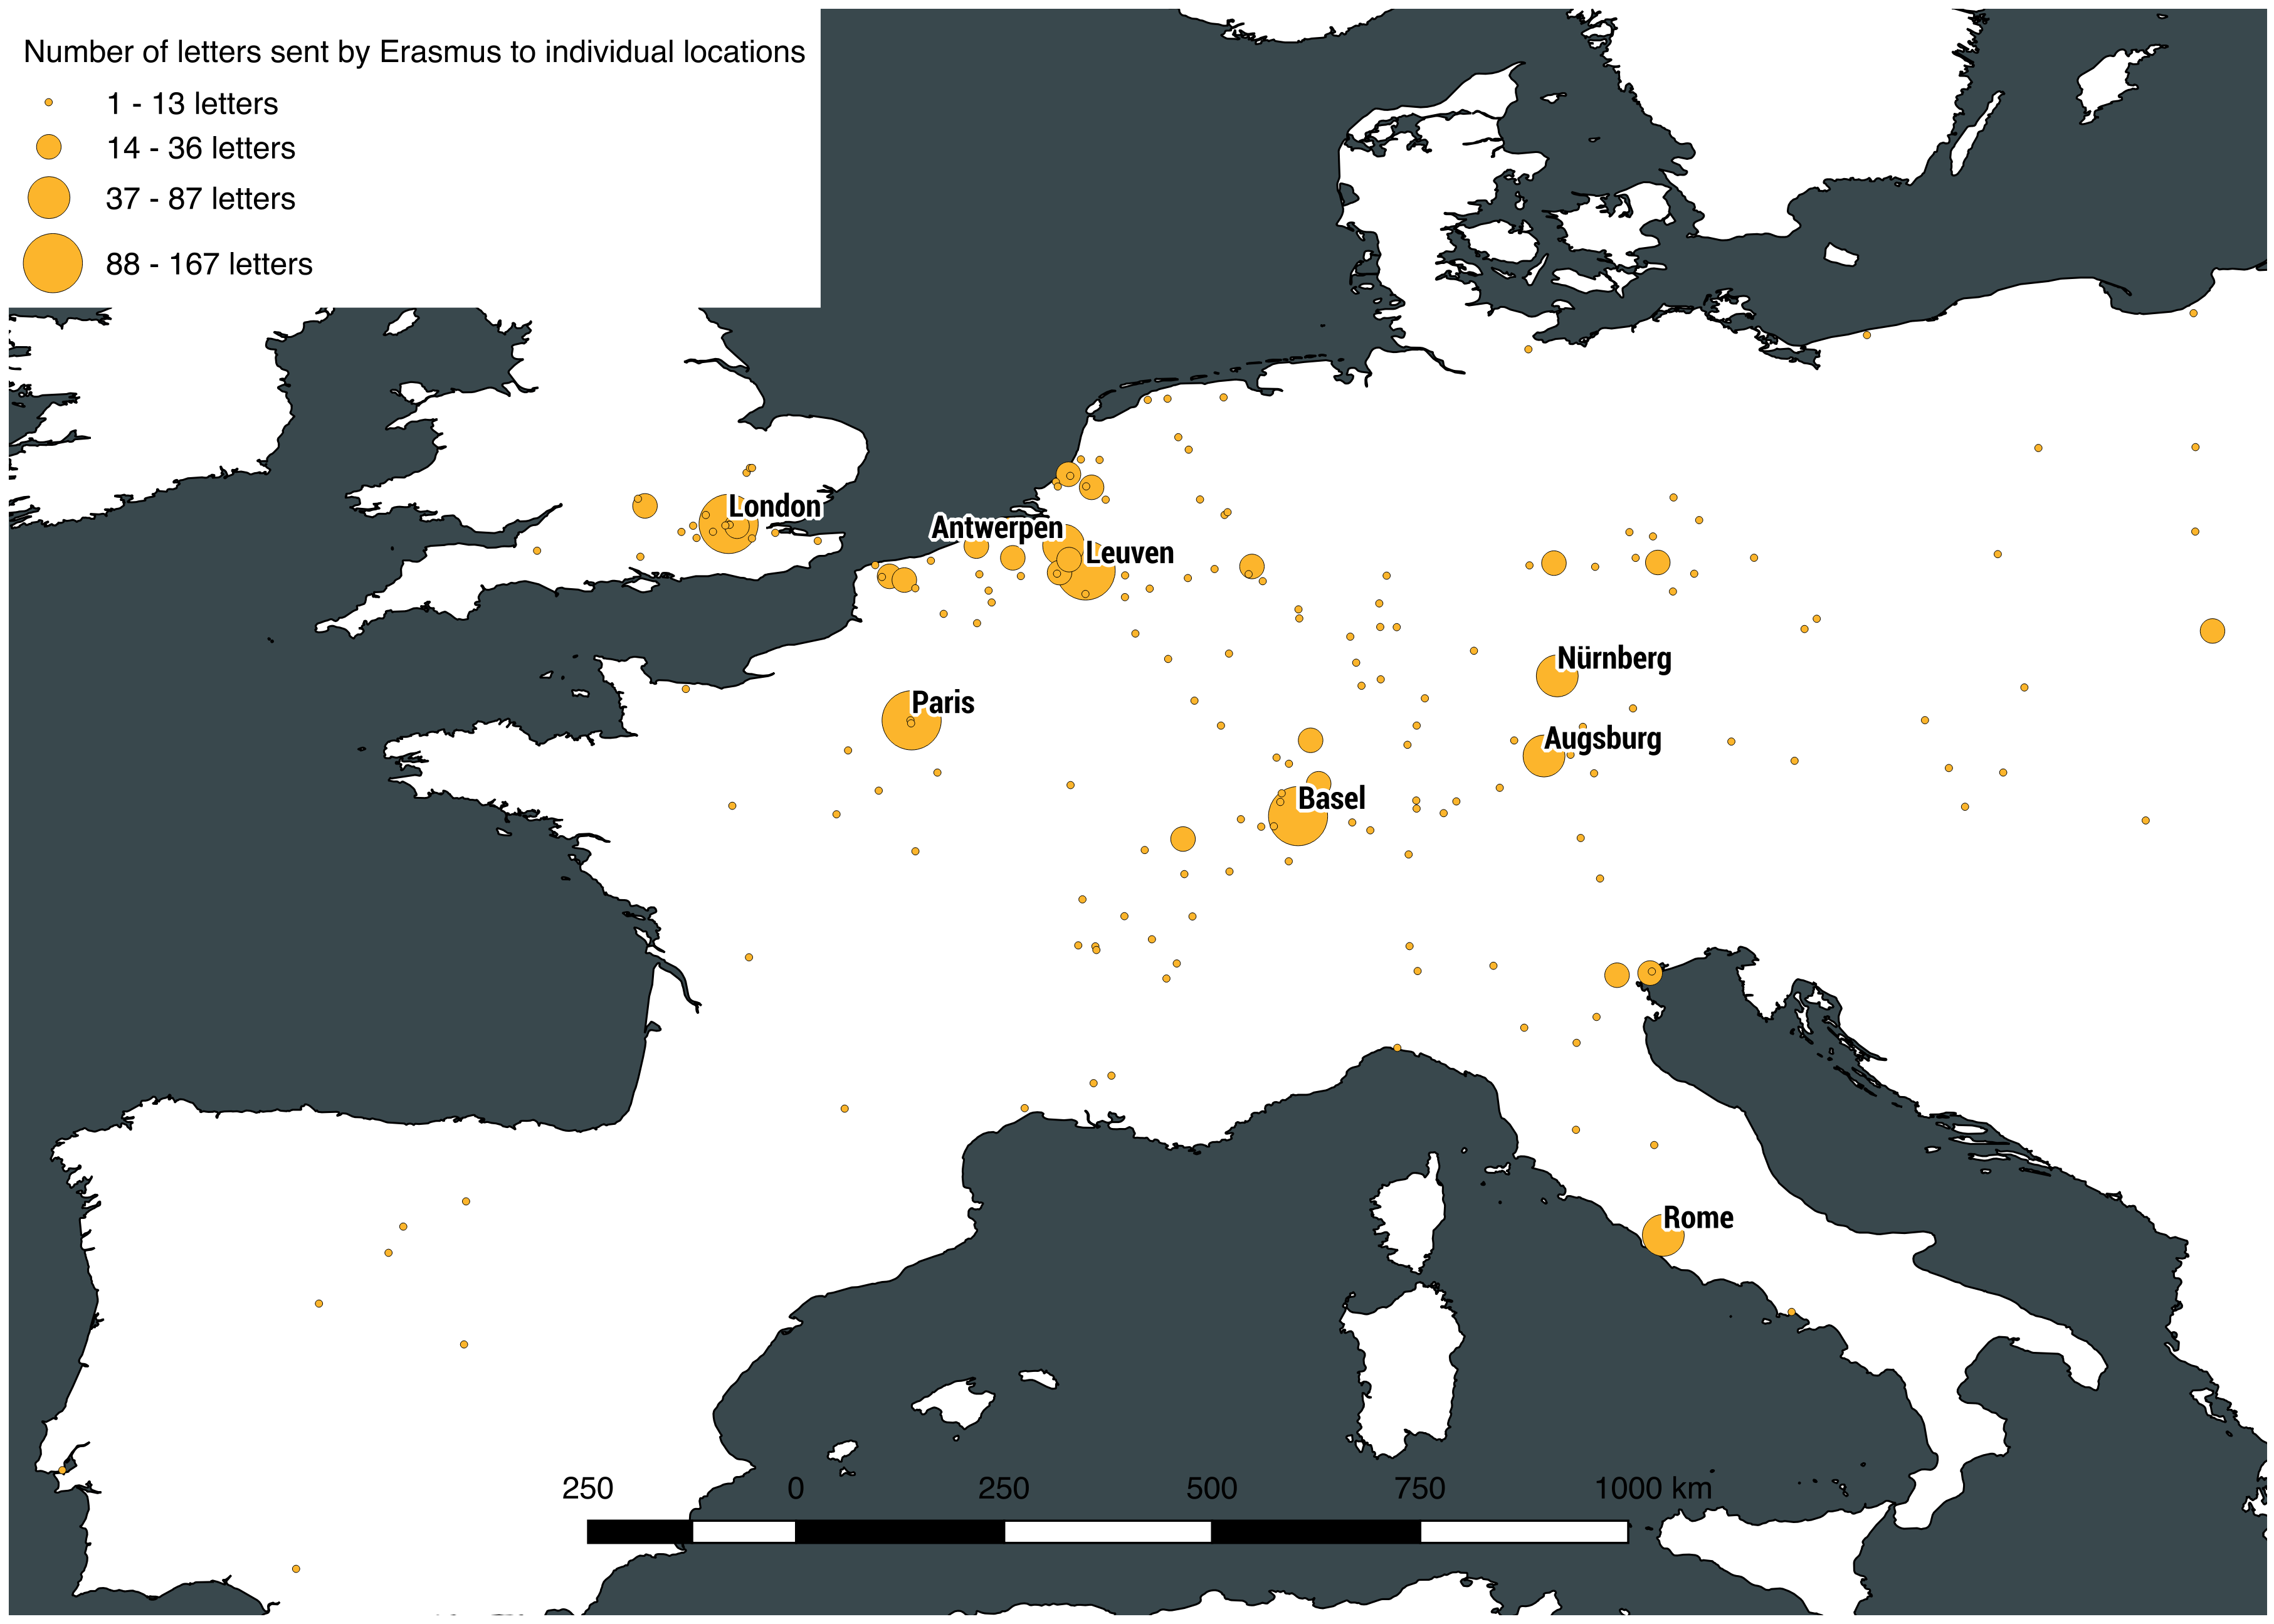 Number of letters sent by Erasmus to individual locations
1 - 13 letters
14 - 36 letters
37 - 87 letters
88 - 167 letters
London
Antwerpen
Leuven
Nürnberg
Paris
Augsburg
Basel
Rome
250 0 250 500 750 1000 km